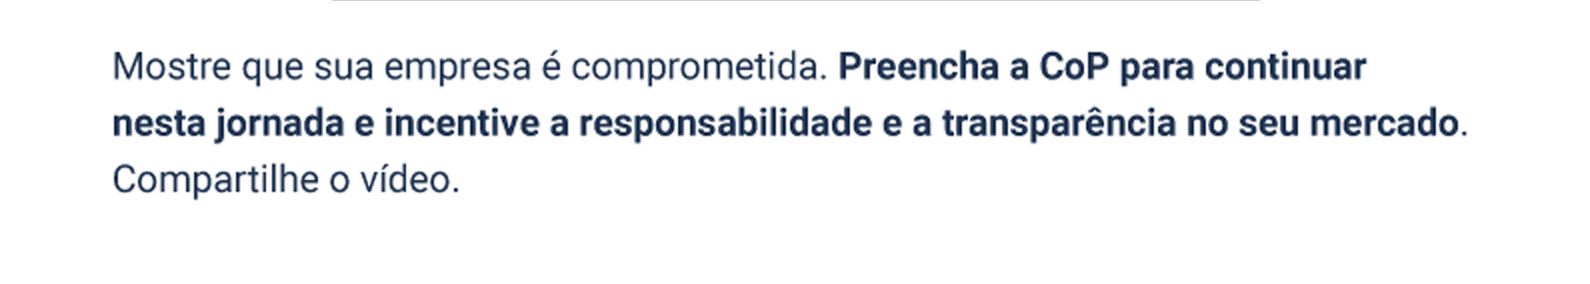 Mostre que sua empresa é comprometida. Preencha a CoP para continuar
nesta jornada e incentive a responsabilidade e a transparência no seu mercado.
Compartilhe o vídeo.